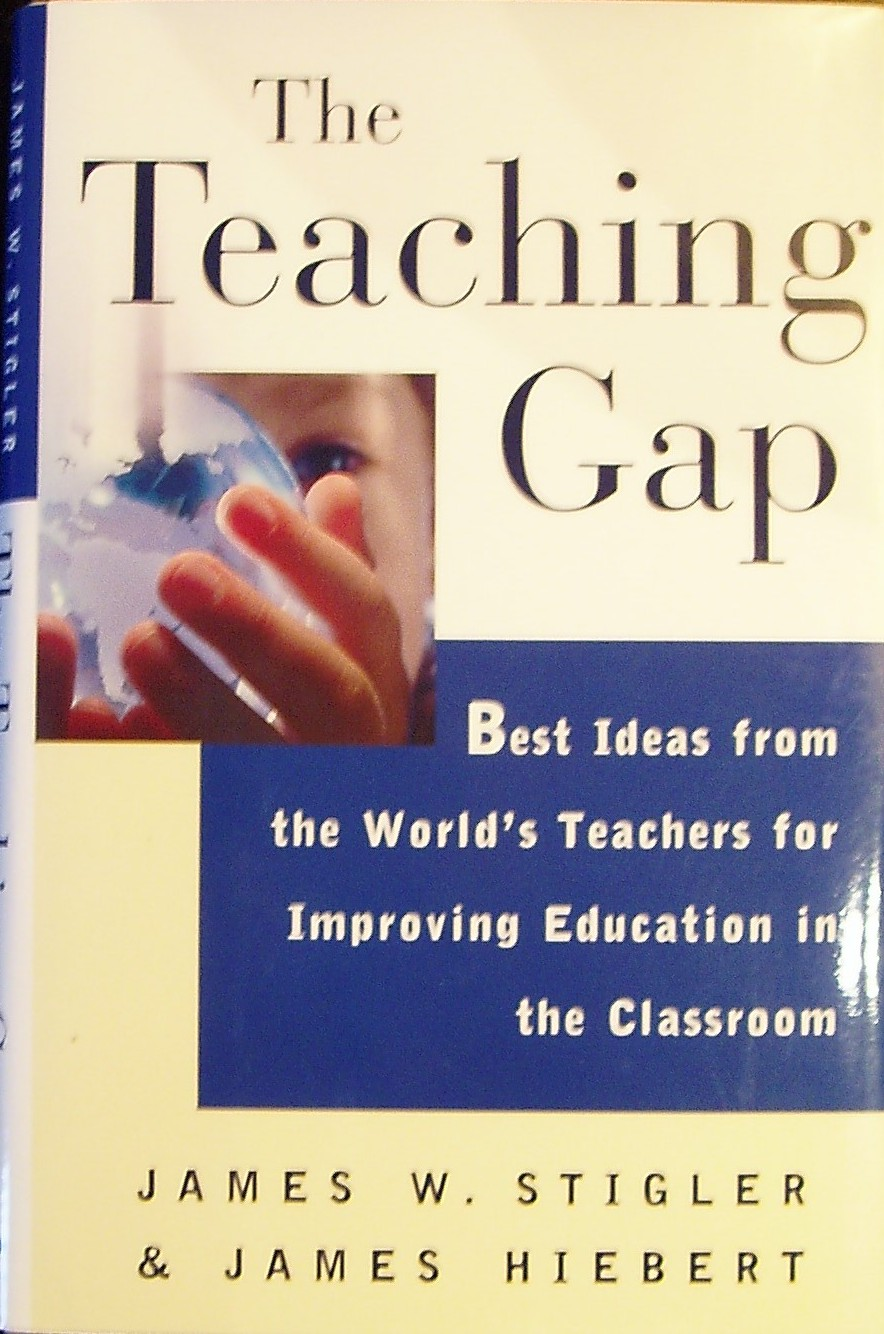 The
Teaching
Gap
Best Ideas from
the World's Teachers for
Improving Education in
the Classroom
JAMES W. STIGLER
& JAMES HIEBERT
JAMES W. STIGLER